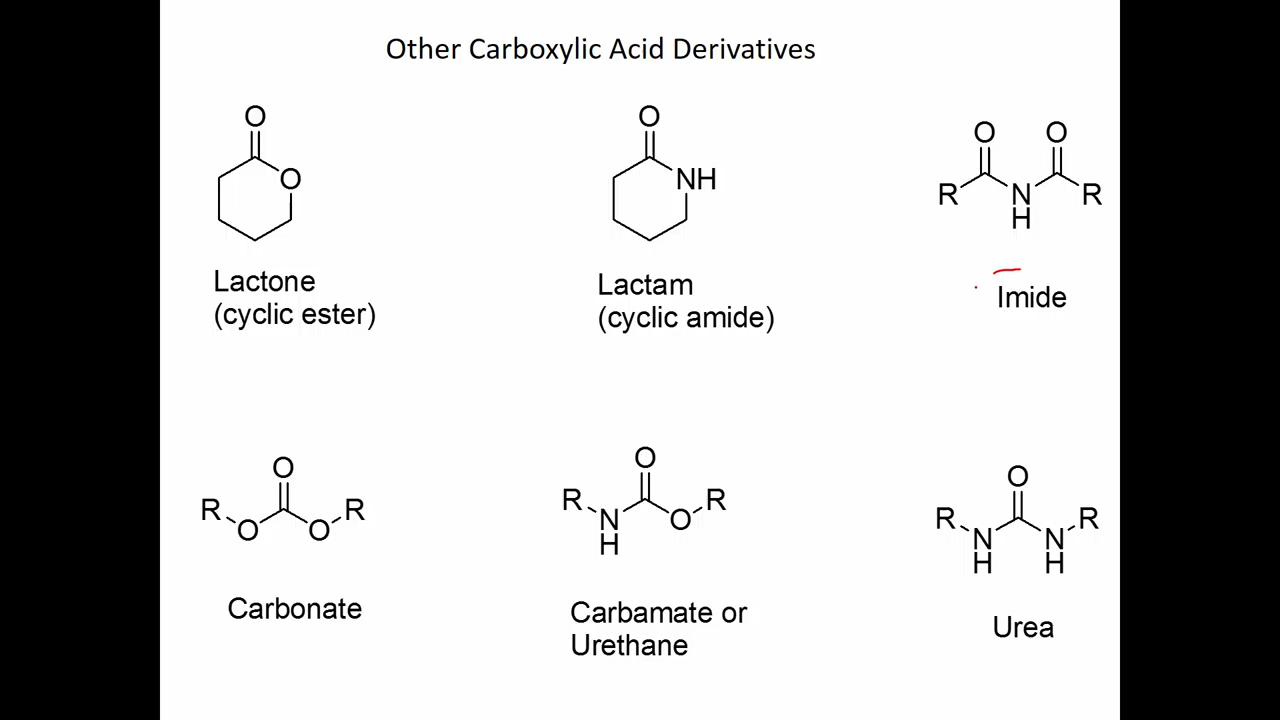 Other Carboxylic Acid Derivatives
O
O
Lactone
(cyclic ester)
O
NH
Lactam
(cyclic amide)
O O
R N R
H
Imide
O
R O O R
Carbonate
O
R N O R
H
Carbamate or
Urethane
O
R N N R
H H
Urea